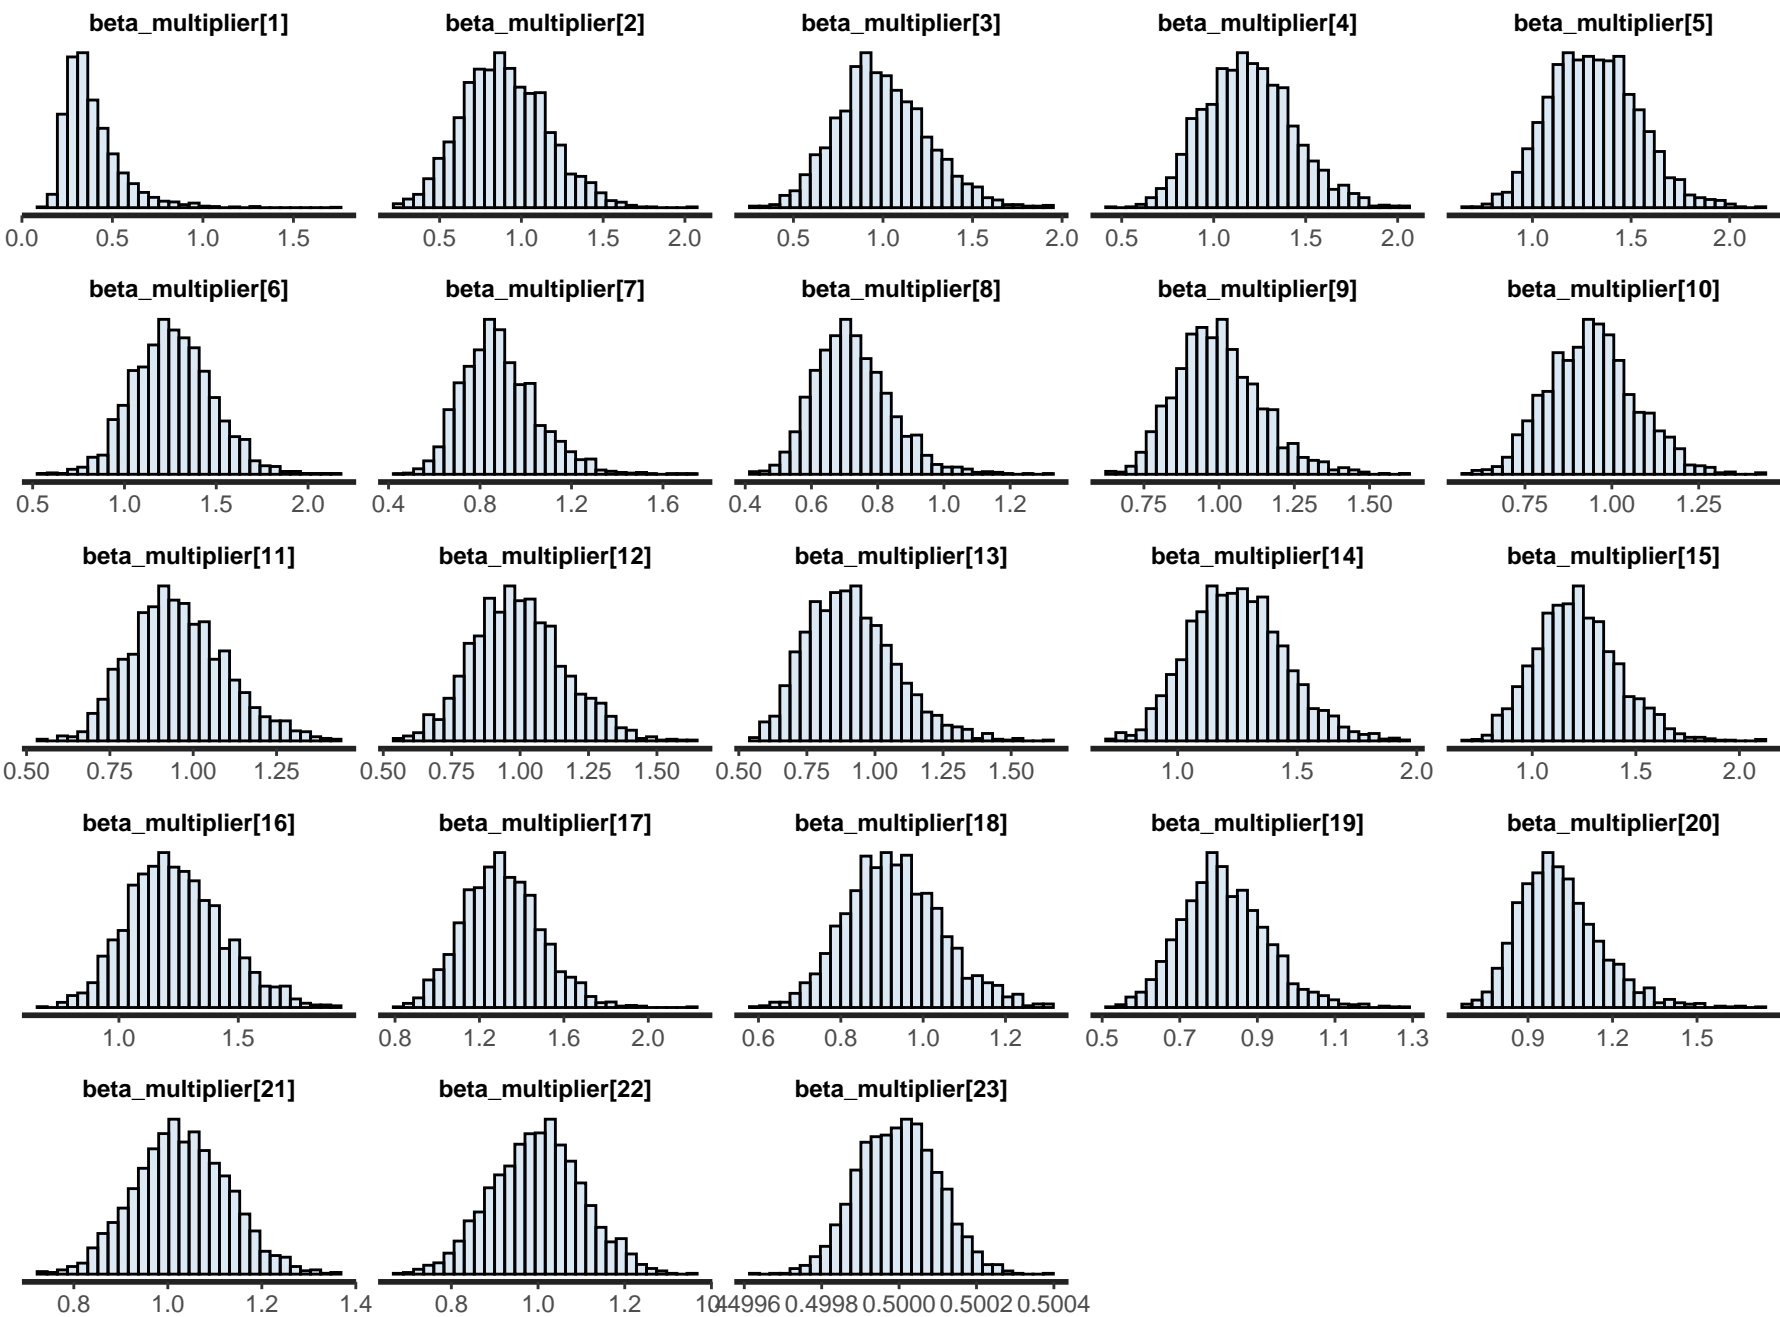 beta_multiplier[1] beta_multiplier[2] beta_multiplier[3] beta_multiplier[4] beta_multiplier[5]
0.0 0.5 1.0 1.5 0.5 1.0 1.5 2.0 0.5 1.0 1.5 2.0 0.5 1.0 1.5 2.0 1.0 1.5 2.0
beta_multiplier[6] beta_multiplier[7] beta_multiplier[8] beta_multiplier[9] beta_multiplier[10]
0.5 1.0 1.5 2.0 0.4 0.8 1.2 1.6 0.4 0.6 0.8 1.0 1.2 0.75 1.00 1.25 1.50 0.75 1.00 1.25
beta_multiplier[11] beta_multiplier[12] beta_multiplier[13] beta_multiplier[14] beta_multiplier[15]
0.50 0.75 1.00 1.25 0.50 0.75 1.00 1.25 1.50 0.50 0.75 1.00 1.25 1.50 1.0 1.5 2.0 1.0 1.5 2.0
beta_multiplier[16] beta_multiplier[17] beta_multiplier[18] beta_multiplier[19] beta_multiplier[20]
1.0 1.5 0.8 1.2 1.6 2.0 0.6 0.8 1.0 1.2 0.5 0.7 0.9 1.1 1.3 0.9 1.2 1.5
beta_multiplier[21] beta_multiplier[22] beta_multiplier[23]
0.8 1.0 1.2 1.4 0.8 1.0 1.2 0.4998 0.5000 0.5002 0.5004